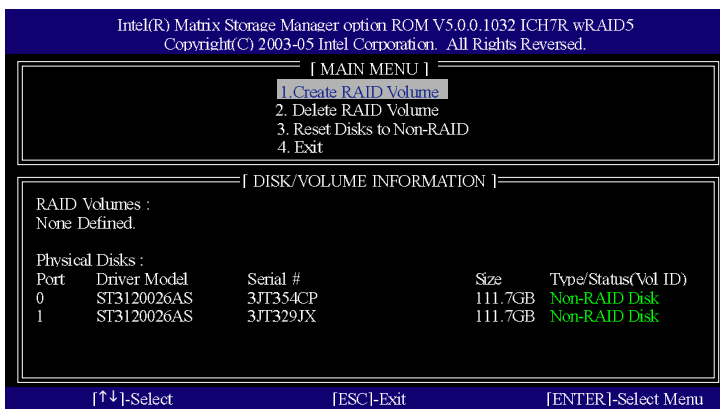 Intel(R) Matrix Storage Manager option ROM V5.0.0.1032 ICH7R wRAID5
Copyright(C) 2003-05 Intel Corporation. All Rights Reversed.
[ MAIN MENU ]
1.Create RAID Volume
2. Delete RAID Volume
3. Reset Disks to Non-RAID
4. Exit
[ DISK/VOLUME INFORMATION ]
RAID Volumes :
None Defined.
Physical Disks :
Port Driver Model Serial # Size Type/Status(Vol ID)
0 ST3120026AS 3JT354CP 111.7GB Non-RAID Disk
1 ST3120026AS 3JT329JX 111.7GB Non-RAID Disk
[↑↓]-Select [ESC]-Exit [ENTER]-Select Menu